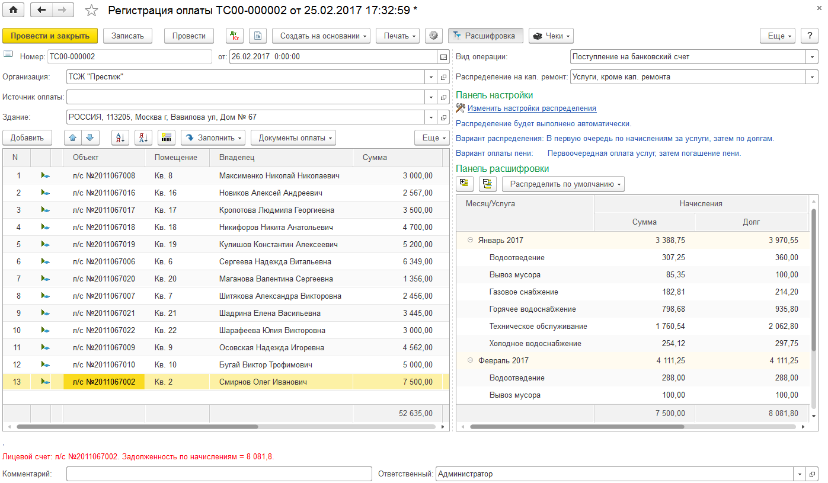 Регистрация оплаты ТС00-000002 от 25.02.2017 17:32:59 *
Провести и закрыть Записать Провести Создать на основании Печать Расшифровка Чеки Еще ?
Номер: ТС00-000002 от: 26.02.2017 0:00:00
Организация: ТСЖ "Престиж"
Источник оплаты:
Здание: РОССИЯ, 113205, Москва г, Вавилова ул, Дом № 67
Добавить Заполнить Документы оплаты Еще
N Объект Помещение Владелец Сумма
1 л/с №2011067008 Кв. 8 Максименко Николай Николаевич 3 000,00
2 л/с №2011067016 Кв. 16 Новиков Алексей Андреевич 2 567,00
3 л/с №2011067017 Кв. 17 Кропотова Людмила Георгиевна 3 500,00
4 л/с №2011067018 Кв. 18 Никифоров Никита Анатольевич 4 700,00
5 л/с №2011067019 Кв. 19 Кулишов Константин Алексеевич 5 200,00
6 л/с №2011067006 Кв. 6 Сергеева Надежда Витальевна 6 349,00
7 л/с №2011067020 Кв. 20 Маганова Валентина Сергеевна 1 356,00
8 л/с №2011067007 Кв. 7 Шитякова Александра Викторовна 2 456,00
9 л/с №2011067021 Кв. 21 Шадрина Елена Васильевна 3 445,00
10 л/с №2011067022 Кв. 22 Шарафеева Юлия Викторовна 3 000,00
11 л/с №2011067009 Кв. 9 Осовская Надежда Игоревна 4 562,00
12 л/с №2011067010 Кв. 10 Бугай Виктор Трофимович 5 000,00
13 л/с №2011067002 Кв. 2 Смирнов Олег Иванович 7 500,00
52 635,00
Вид операции: Поступление на банковский счет
Распределение на кап. ремонт: Услуги, кроме кап. ремонта
Панель настройки
Изменить настройки распределения
Распределение будет выполнено автоматически.
Вариант распределения: В первую очередь по начислениям за услуги, затем по долгам.
Вариант оплаты пени: Первоочередная оплата услуг, затем погашение пени.
Панель расшифровки
Распределить по умолчанию
Месяц/Услуга Начисления
Сумма Долг
Январь 2017 3 388,75 3 970,55
Водоотведение 307,25 360,00
Вывоз мусора 85,35 100,00
Газовое снабжение 182,81 214,20
Горячее водоснабжение 798,68 935,80
Техническое обслуживание 1 760,54 2 062,80
Холодное водоснабжение 254,12 297,75
Февраль 2017 4 111,25 4 111,25
Водоотведение 288,00 288,00
Вывоз мусора 100,00 100,00
7 500,00 8 081,80
Лицевой счет: л/с №2011067002. Задолженность по начислениям = 8 081,8.
Комментарий: Ответственный: Администратор